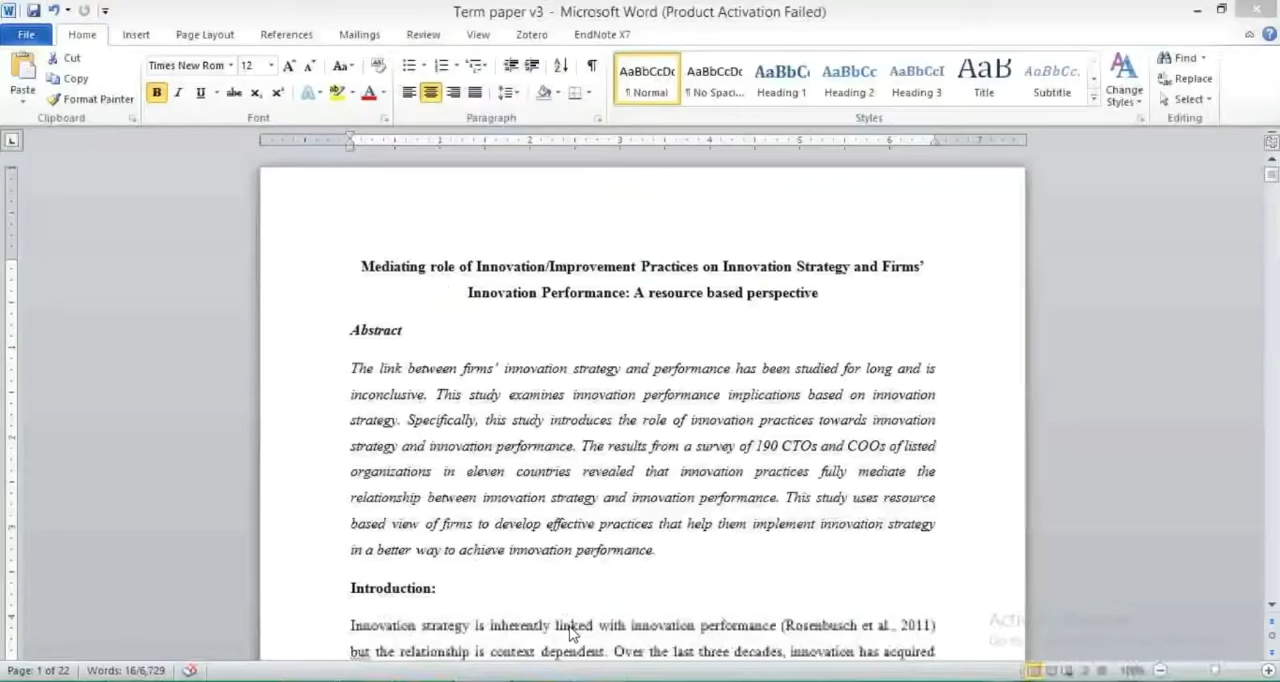 Term paper v3 - Microsoft Word (Product Activation Failed)
File Home Insert Page Layout References Mailings Review View Zotero EndNote X7
Paste
Cut
Copy
Format Painter
Clipboard
Times New Rom 12
Font
Paragraph
AaBbCcDc AaBbCcDc AaBbC AaBbCc AaBbCcI AaB AaBbCc.
¶ Normal ¶ No Spaci... Heading 1 Heading 2 Heading 3 Title Subtitle
Change
Styles
Styles
Find
Replace
Select
Editing
1 2 3 4 5 6 7
Mediating role of Innovation/Improvement Practices on Innovation Strategy and Firms’
Innovation Performance: A resource based perspective
Abstract
The link between firms’ innovation strategy and performance has been studied for long and is
inconclusive. This study examines innovation performance implications based on innovation
strategy. Specifically, this study introduces the role of innovation practices towards innovation
strategy and innovation performance. The results from a survey of 190 CTOs and COOs of listed
organizations in eleven countries revealed that innovation practices fully mediate the
relationship between innovation strategy and innovation performance. This study uses resource
based view of firms to develop effective practices that help them implement innovation strategy
in a better way to achieve innovation performance.
Introduction:
Innovation strategy is inherently linked with innovation performance (Rosenbusch et al., 2011)
but the relationship is context dependent. Over the last three decades, innovation has acquired
Page: 1 of 22 Words: 16/6,729